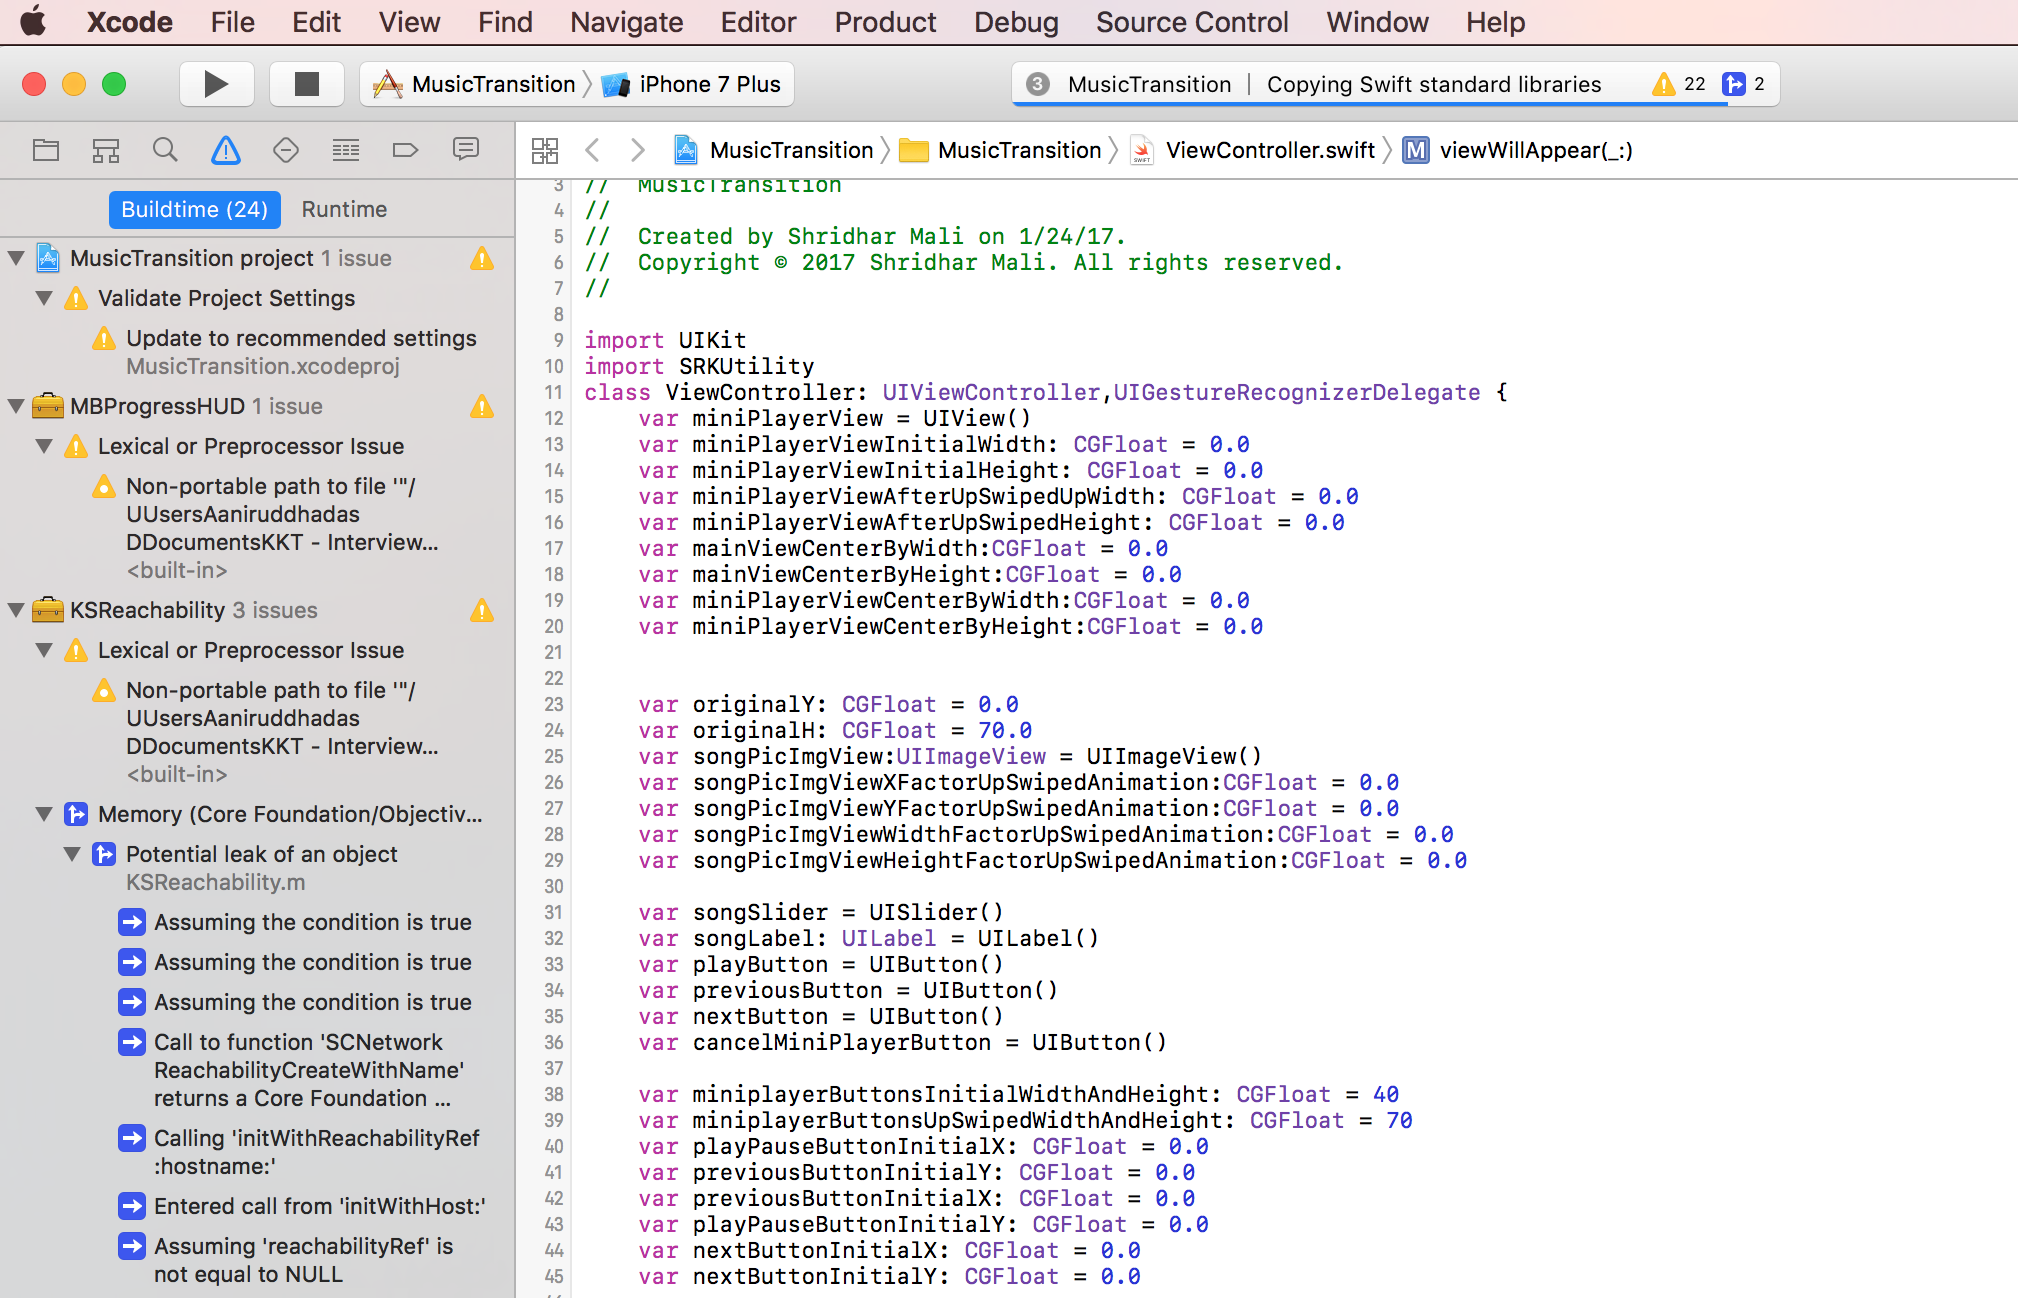 Xcode File Edit View Find Navigate Editor Product Debug Source Control Window Help
MusicTransition iPhone 7 Plus
3 MusicTransition | Copying Swift standard libraries 22 2
MusicTransition MusicTransition ViewController.swift M viewWillAppear(_:)
Buildtime (24) Runtime
MusicTransition project 1 issue
Validate Project Settings
Update to recommended settings
MusicTransition.xcodeproj
MBProgressHUD 1 issue
Lexical or Preprocessor Issue
Non-portable path to file '"/
UUsersAaniruddhadas
DDocumentsKKT - Interview...
<built-in>
KSReachability 3 issues
Lexical or Preprocessor Issue
Non-portable path to file '"/
UUsersAaniruddhadas
DDocumentsKKT - Interview...
<built-in>
Memory (Core Foundation/Objectiv...
Potential leak of an object
KSReachability.m
Assuming the condition is true
Assuming the condition is true
Assuming the condition is true
Call to function 'SCNetwork
ReachabilityCreateWithName'
returns a Core Foundation ...
Calling 'initWithReachabilityRef
:hostname:'
Entered call from 'initWithHost:'
Assuming 'reachabilityRef' is
not equal to NULL
3 //  MusicTransition
4 //
5 //  Created by Shridhar Mali on 1/24/17.
6 //  Copyright © 2017 Shridhar Mali. All rights reserved.
7 //
8
9 import UIKit
10 import SRKUtility
11 class ViewController: UIViewController,UIGestureRecognizerDelegate {
12     var miniPlayerView = UIView()
13     var miniPlayerViewInitialWidth: CGFloat = 0.0
14     var miniPlayerViewInitialHeight: CGFloat = 0.0
15     var miniPlayerViewAfterUpSwipedUpWidth: CGFloat = 0.0
16     var miniPlayerViewAfterUpSwipedHeight: CGFloat = 0.0
17     var mainViewCenterByWidth:CGFloat = 0.0
18     var mainViewCenterByHeight:CGFloat = 0.0
19     var miniPlayerViewCenterByWidth:CGFloat = 0.0
20     var miniPlayerViewCenterByHeight:CGFloat = 0.0
21
22
23     var originalY: CGFloat = 0.0
24     var originalH: CGFloat = 70.0
25     var songPicImgView:UIImageView = UIImageView()
26     var songPicImgViewXFactorUpSwipedAnimation:CGFloat = 0.0
27     var songPicImgViewYFactorUpSwipedAnimation:CGFloat = 0.0
28     var songPicImgViewWidthFactorUpSwipedAnimation:CGFloat = 0.0
29     var songPicImgViewHeightFactorUpSwipedAnimation:CGFloat = 0.0
30
31     var songSlider = UISlider()
32     var songLabel: UILabel = UILabel()
33     var playButton = UIButton()
34     var previousButton = UIButton()
35     var nextButton = UIButton()
36     var cancelMiniPlayerButton = UIButton()
37
38     var miniplayerButtonsInitialWidthAndHeight: CGFloat = 40
39     var miniplayerButtonsUpSwipedWidthAndHeight: CGFloat = 70
40     var playPauseButtonInitialX: CGFloat = 0.0
41     var previousButtonInitialY: CGFloat = 0.0
42     var previousButtonInitialX: CGFloat = 0.0
43     var playPauseButtonInitialY: CGFloat = 0.0
44     var nextButtonInitialX: CGFloat = 0.0
45     var nextButtonInitialY: CGFloat = 0.0